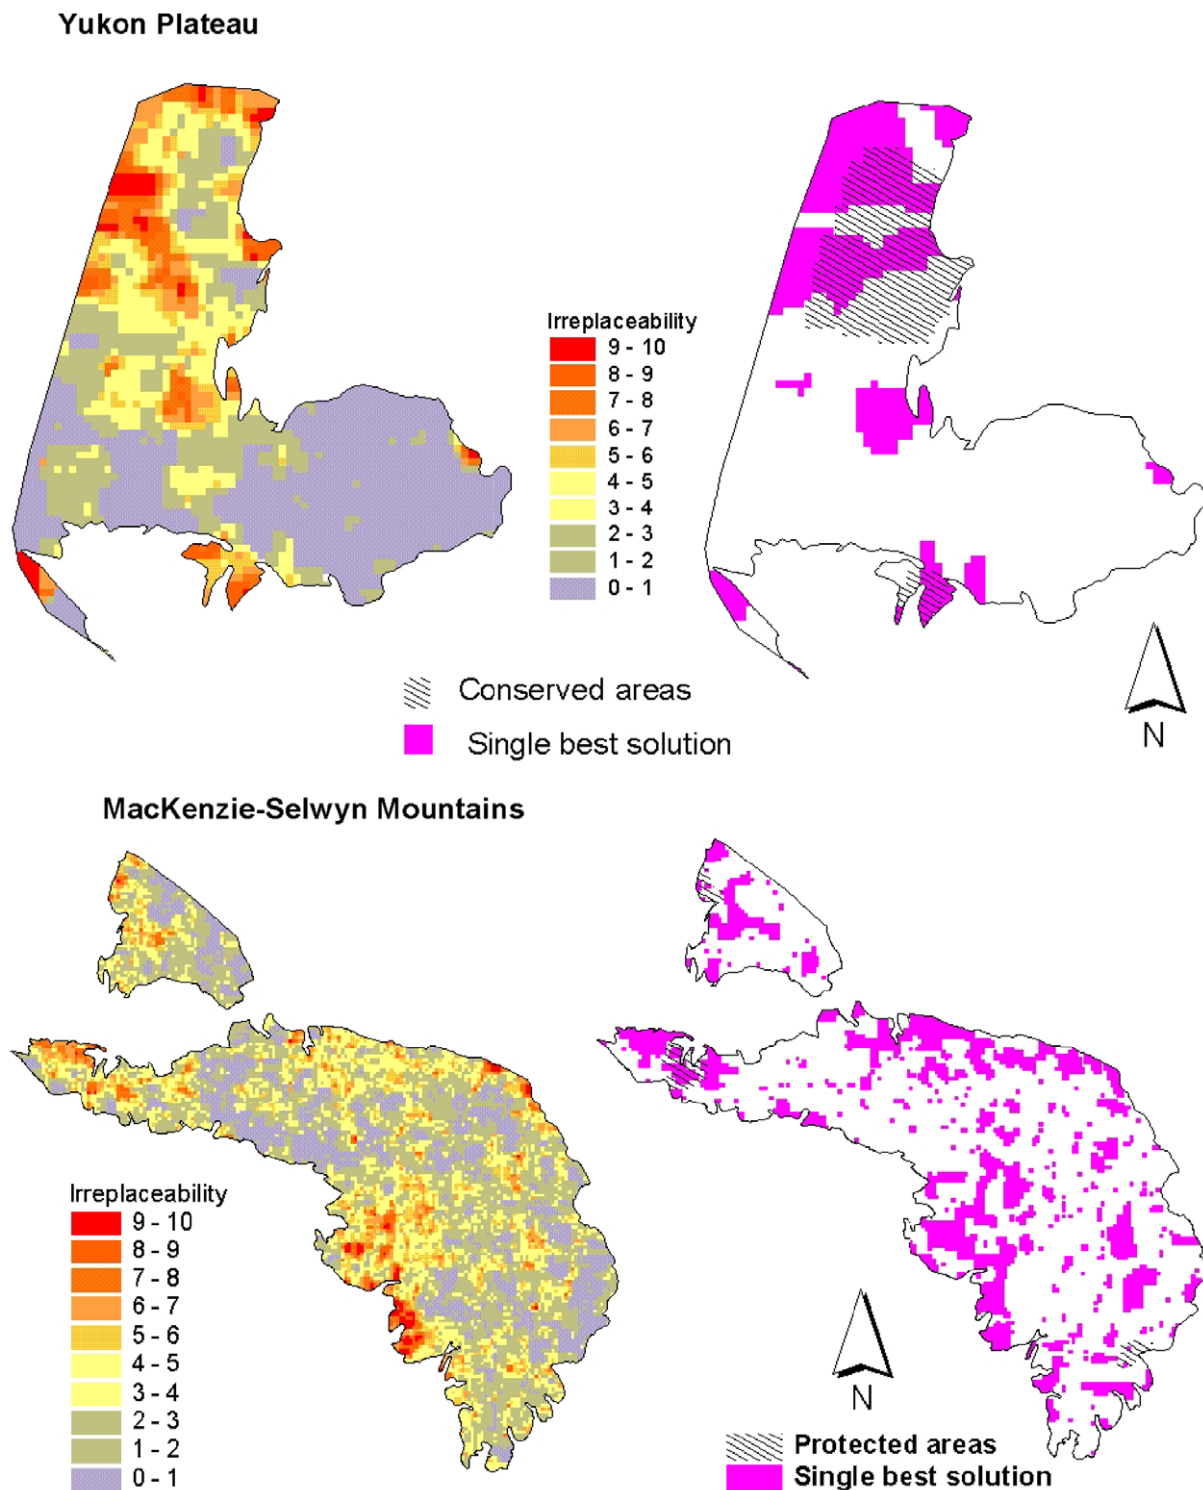 Yukon Plateau
Irreplaceability
9 - 10
8 - 9
7 - 8
6 - 7
5 - 6
4 - 5
3 - 4
2 - 3
1 - 2
0 - 1
Conserved areas
Single best solution
N
MacKenzie-Selwyn Mountains
Irreplaceability
9 - 10
8 - 9
7 - 8
6 - 7
5 - 6
4 - 5
3 - 4
2 - 3
1 - 2
0 - 1
N
Protected areas
Single best solution